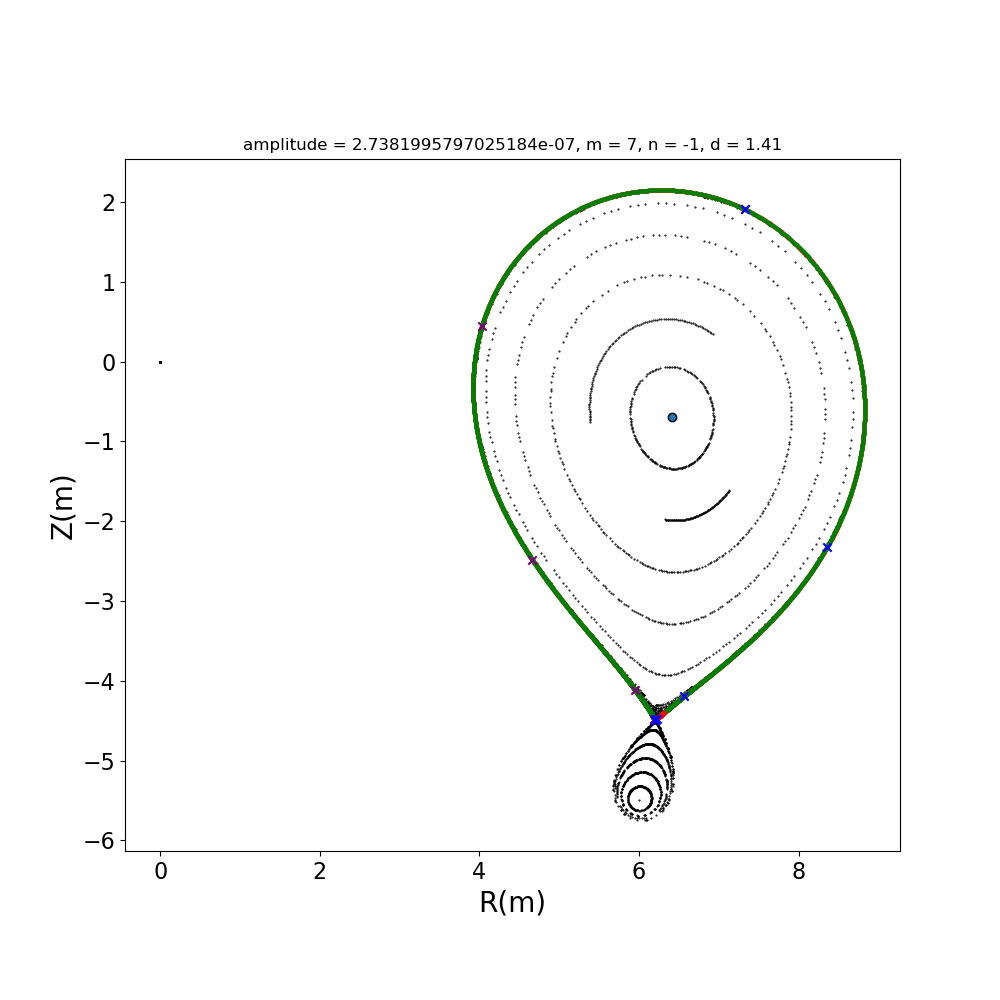 amplitude = 2.7381995797025184e-07, m = 7, n = -1, d = 1.41
2
1
0
−1
−2
−3
−4
−5
−6
Z(m)
0 2 4 6 8
R(m)